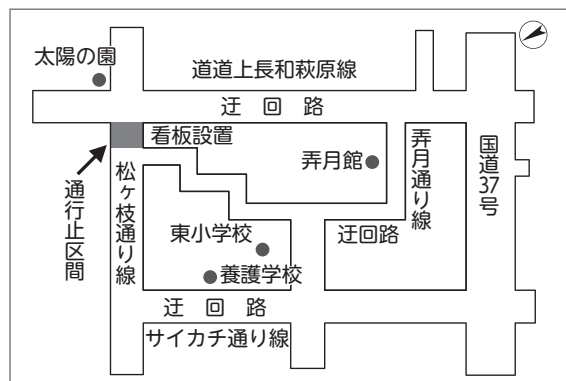 太陽の園
道道上長和萩原線
迂回路
看板設置
弄月館
弄月通り線
国道37号
通行止区間
松ヶ枝通り線
東小学校
迂回路
養護学校
迂回路
サイカチ通り線